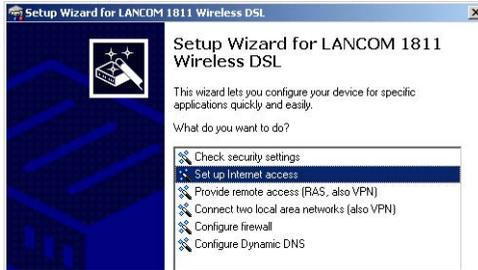 Setup Wizard for LANCOM 1811 Wireless DSL
Setup Wizard for LANCOM 1811
Wireless DSL
This wizard lets you configure your device for specific
applications quickly and easily.
What do you want to do?
Check security settings
Set up Internet access
Provide remote access (RAS, also VPN)
Connect two local area networks (also VPN)
Configure firewall
Configure Dynamic DNS